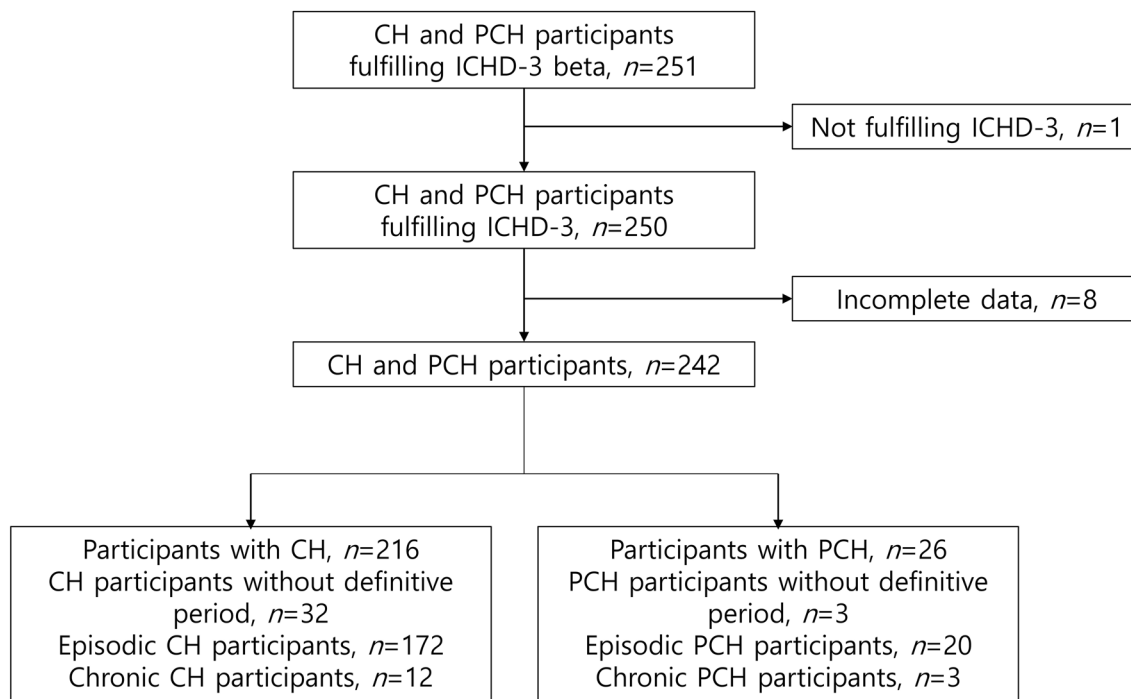 CH and PCH participants
fulfilling ICHD-3 beta, n=251
Not fulfilling ICHD-3, n=1
CH and PCH participants
fulfilling ICHD-3, n=250
Incomplete data, n=8
CH and PCH participants, n=242
Participants with CH, n=216
CH participants without definitive
period, n=32
Episodic CH participants, n=172
Chronic CH participants, n=12
Participants with PCH, n=26
PCH participants without definitive
period, n=3
Episodic PCH participants, n=20
Chronic PCH participants, n=3